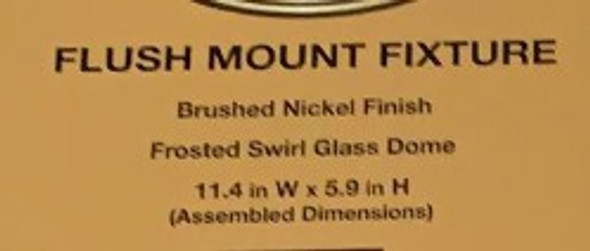 FLUSH MOUNT FIXTURE
Brushed Nickel Finish
Frosted Swirl Glass Dome
11.4 in W x 5.9 in H
(Assembled Dimensions)